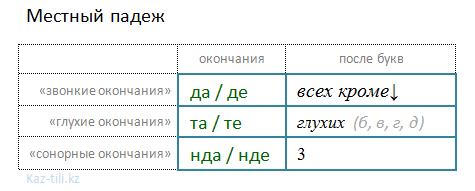 Местный падеж
окончания после букв
«звонкие окончания» да / де всех кроме↓
«глухие окончания» та / те глухих (б, в, г, д)
«сонорные окончания» нда / нде 3
Kaz-tili.kz